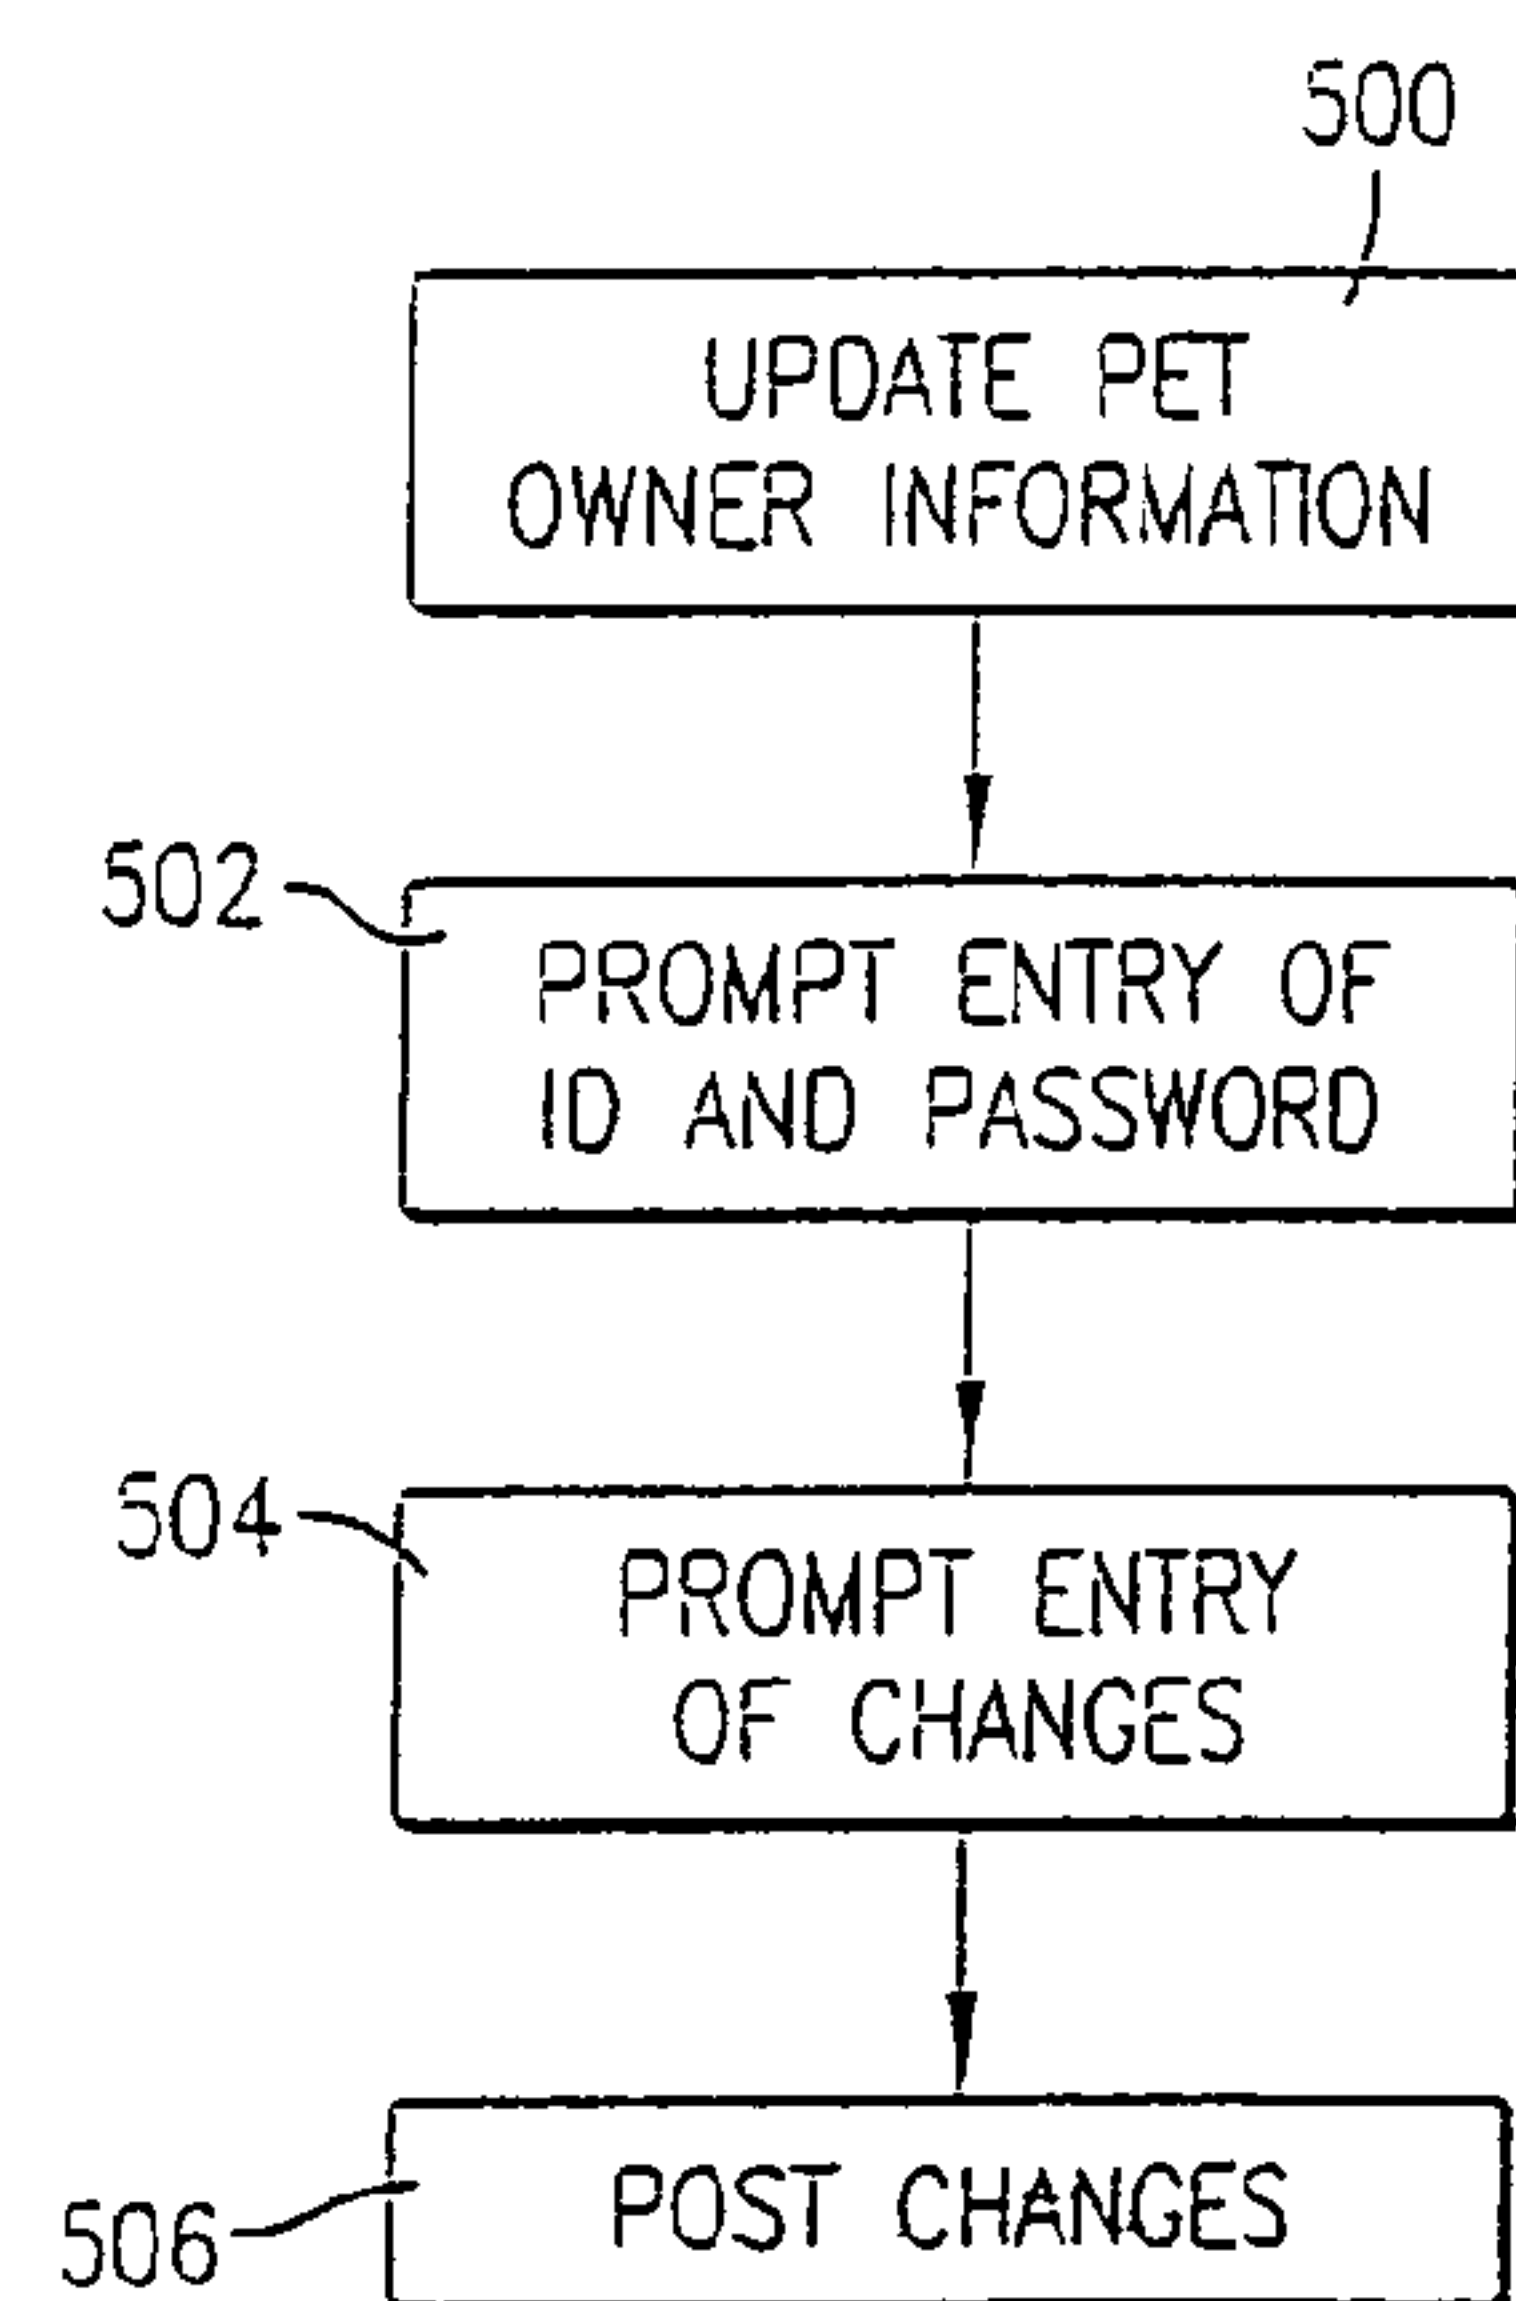 500
UPDATE PET
OWNER INFORMATION
502
PROMPT ENTRY OF
ID AND PASSWORD
504
PROMPT ENTRY
OF CHANGES
506
POST CHANGES